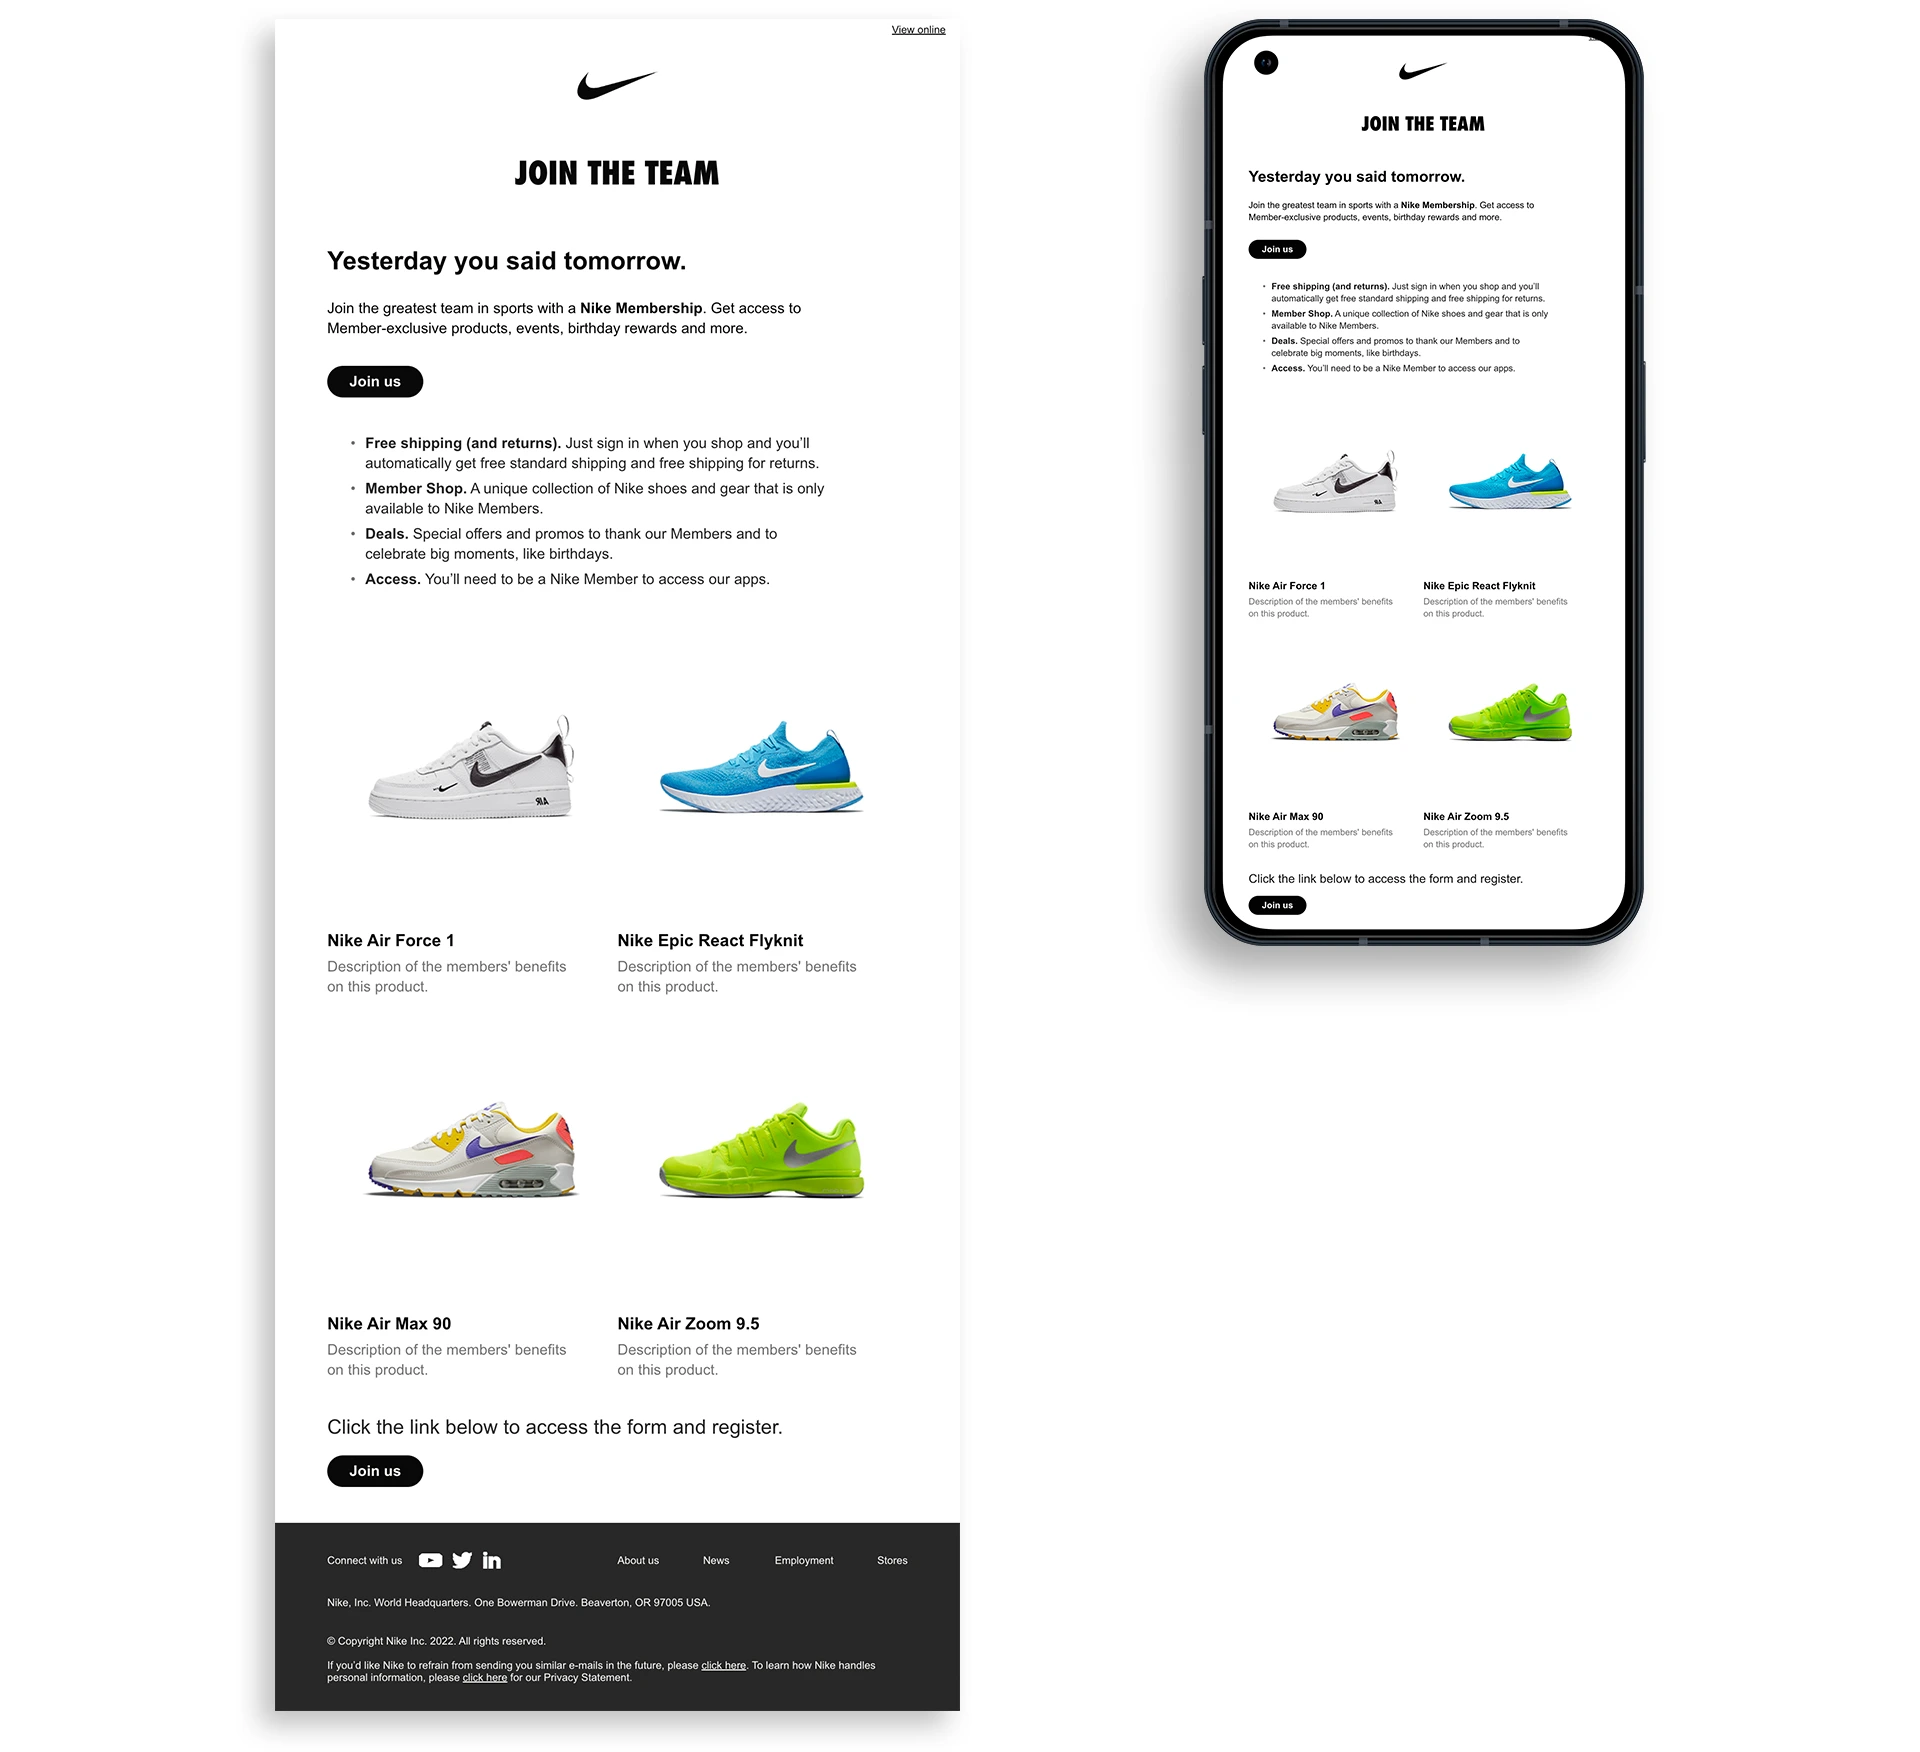 View online
JOIN THE TEAM
Yesterday you said tomorrow.
Join the greatest team in sports with a Nike Membership. Get access to
Member-exclusive products, events, birthday rewards and more.
Join us
• Free shipping (and returns). Just sign in when you shop and you’ll
automatically get free standard shipping and free shipping for returns.
• Member Shop. A unique collection of Nike shoes and gear that is only
available to Nike Members.
• Deals. Special offers and promos to thank our Members and to
celebrate big moments, like birthdays.
• Access. You’ll need to be a Nike Member to access our apps.
AIR
Nike Air Force 1
Description of the members' benefits
on this product.
Nike Epic React Flyknit
Description of the members' benefits
on this product.
Nike Air Max 90
Description of the members' benefits
on this product.
Nike Air Zoom 9.5
Description of the members' benefits
on this product.
Click the link below to access the form and register.
Join us
Connect with us
in
About us News Employment Stores
Nike, Inc. World Headquarters. One Bowerman Drive. Beaverton, OR 97005 USA.
© Copyright Nike Inc. 2022. All rights reserved.
If you’d like Nike to refrain from sending you similar e-mails in the future, please click here. To learn how Nike handles
personal information, please click here for our Privacy Statement.
JOIN THE TEAM
Yesterday you said tomorrow.
Join the greatest team in sports with a Nike Membership. Get access to
Member-exclusive products, events, birthday rewards and more.
Join us
• Free shipping (and returns). Just sign in when you shop and you’ll
automatically get free standard shipping and free shipping for returns.
• Member Shop. A unique collection of Nike shoes and gear that is only
available to Nike Members.
• Deals. Special offers and promos to thank our Members and to
celebrate big moments, like birthdays.
• Access. You’ll need to be a Nike Member to access our apps.
AIR
Nike Air Force 1
Description of the members' benefits
on this product.
Nike Epic React Flyknit
Description of the members' benefits
on this product.
Nike Air Max 90
Description of the members' benefits
on this product.
Nike Air Zoom 9.5
Description of the members' benefits
on this product.
Click the link below to access the form and register.
Join us